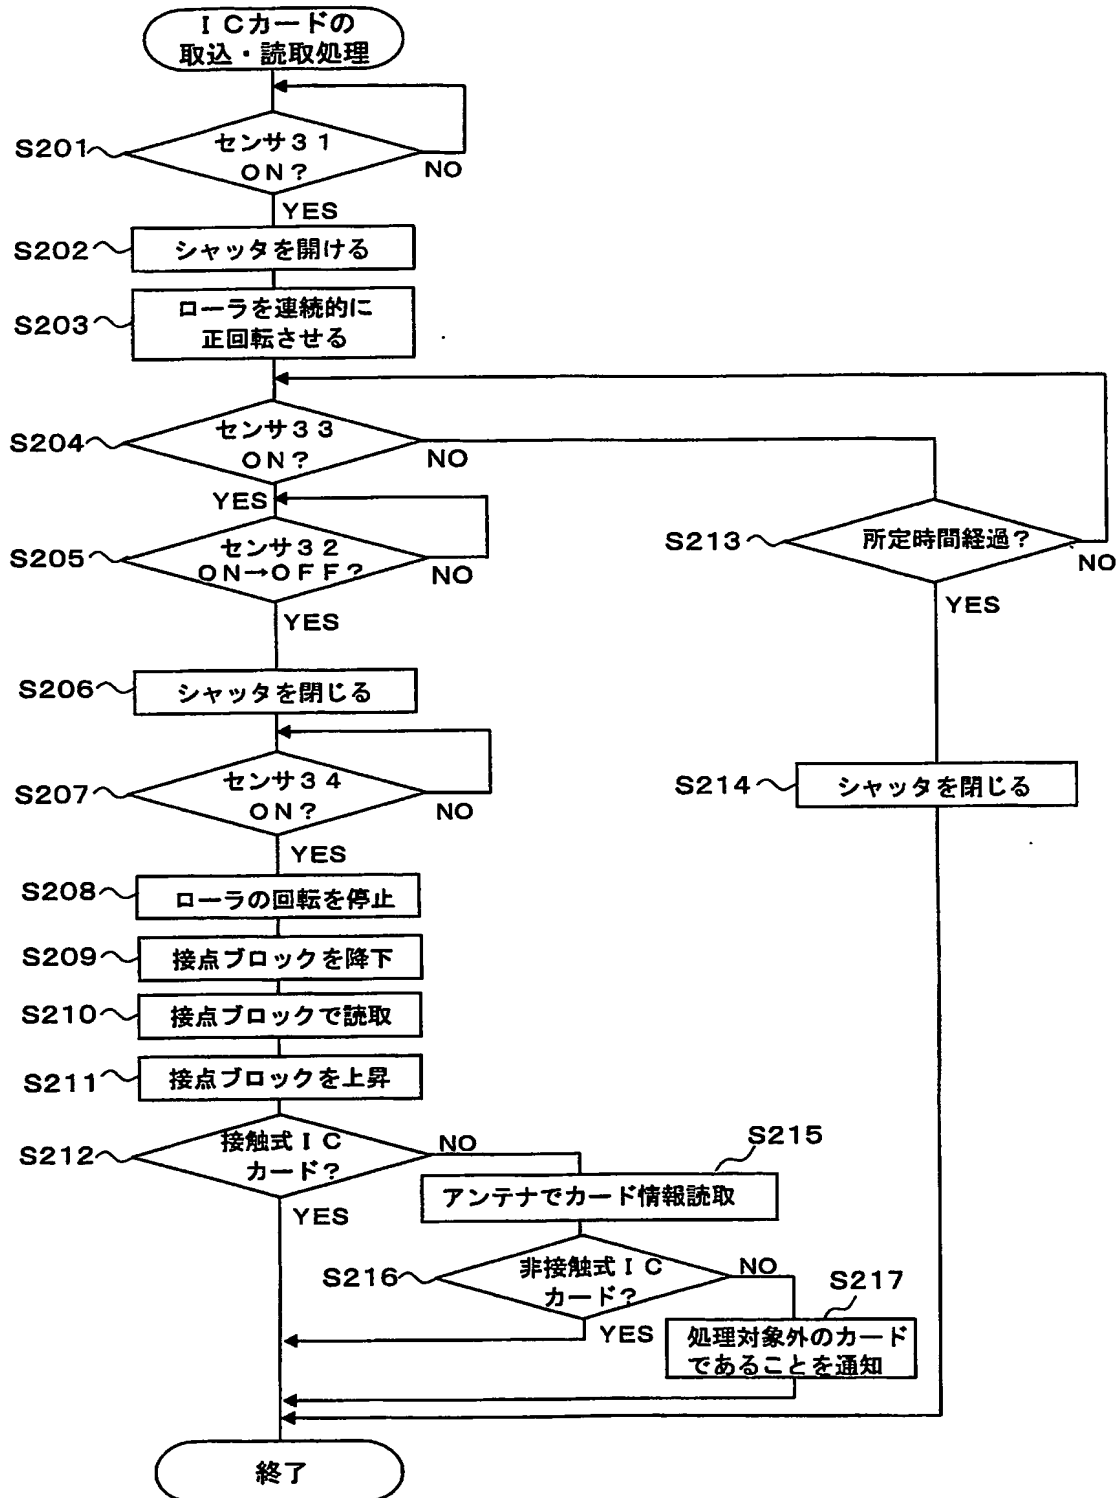 ＩＣカードの
取込・読取処理
S201
センサ３１
ＯＮ？
NO
YES
S202
シャッタを開ける
S203
ローラを連続的に
正回転させる
S204
センサ３３
ＯＮ？
NO
YES
S205
センサ３２
ＯＮ→ＯＦＦ？
NO
YES
S213
所定時間経過？
NO
YES
S206
シャッタを閉じる
S207
センサ３４
ＯＮ？
NO
YES
S214
シャッタを閉じる
S208
ローラの回転を停止
S209
接点ブロックを降下
S210
接点ブロックで読取
S211
接点ブロックを上昇
S212
接触式ＩＣ
カード？
NO
YES
S215
アンテナでカード情報読取
S216
非接触式ＩＣ
カード？
NO
YES
S217
処理対象外のカード
であることを通知
終了